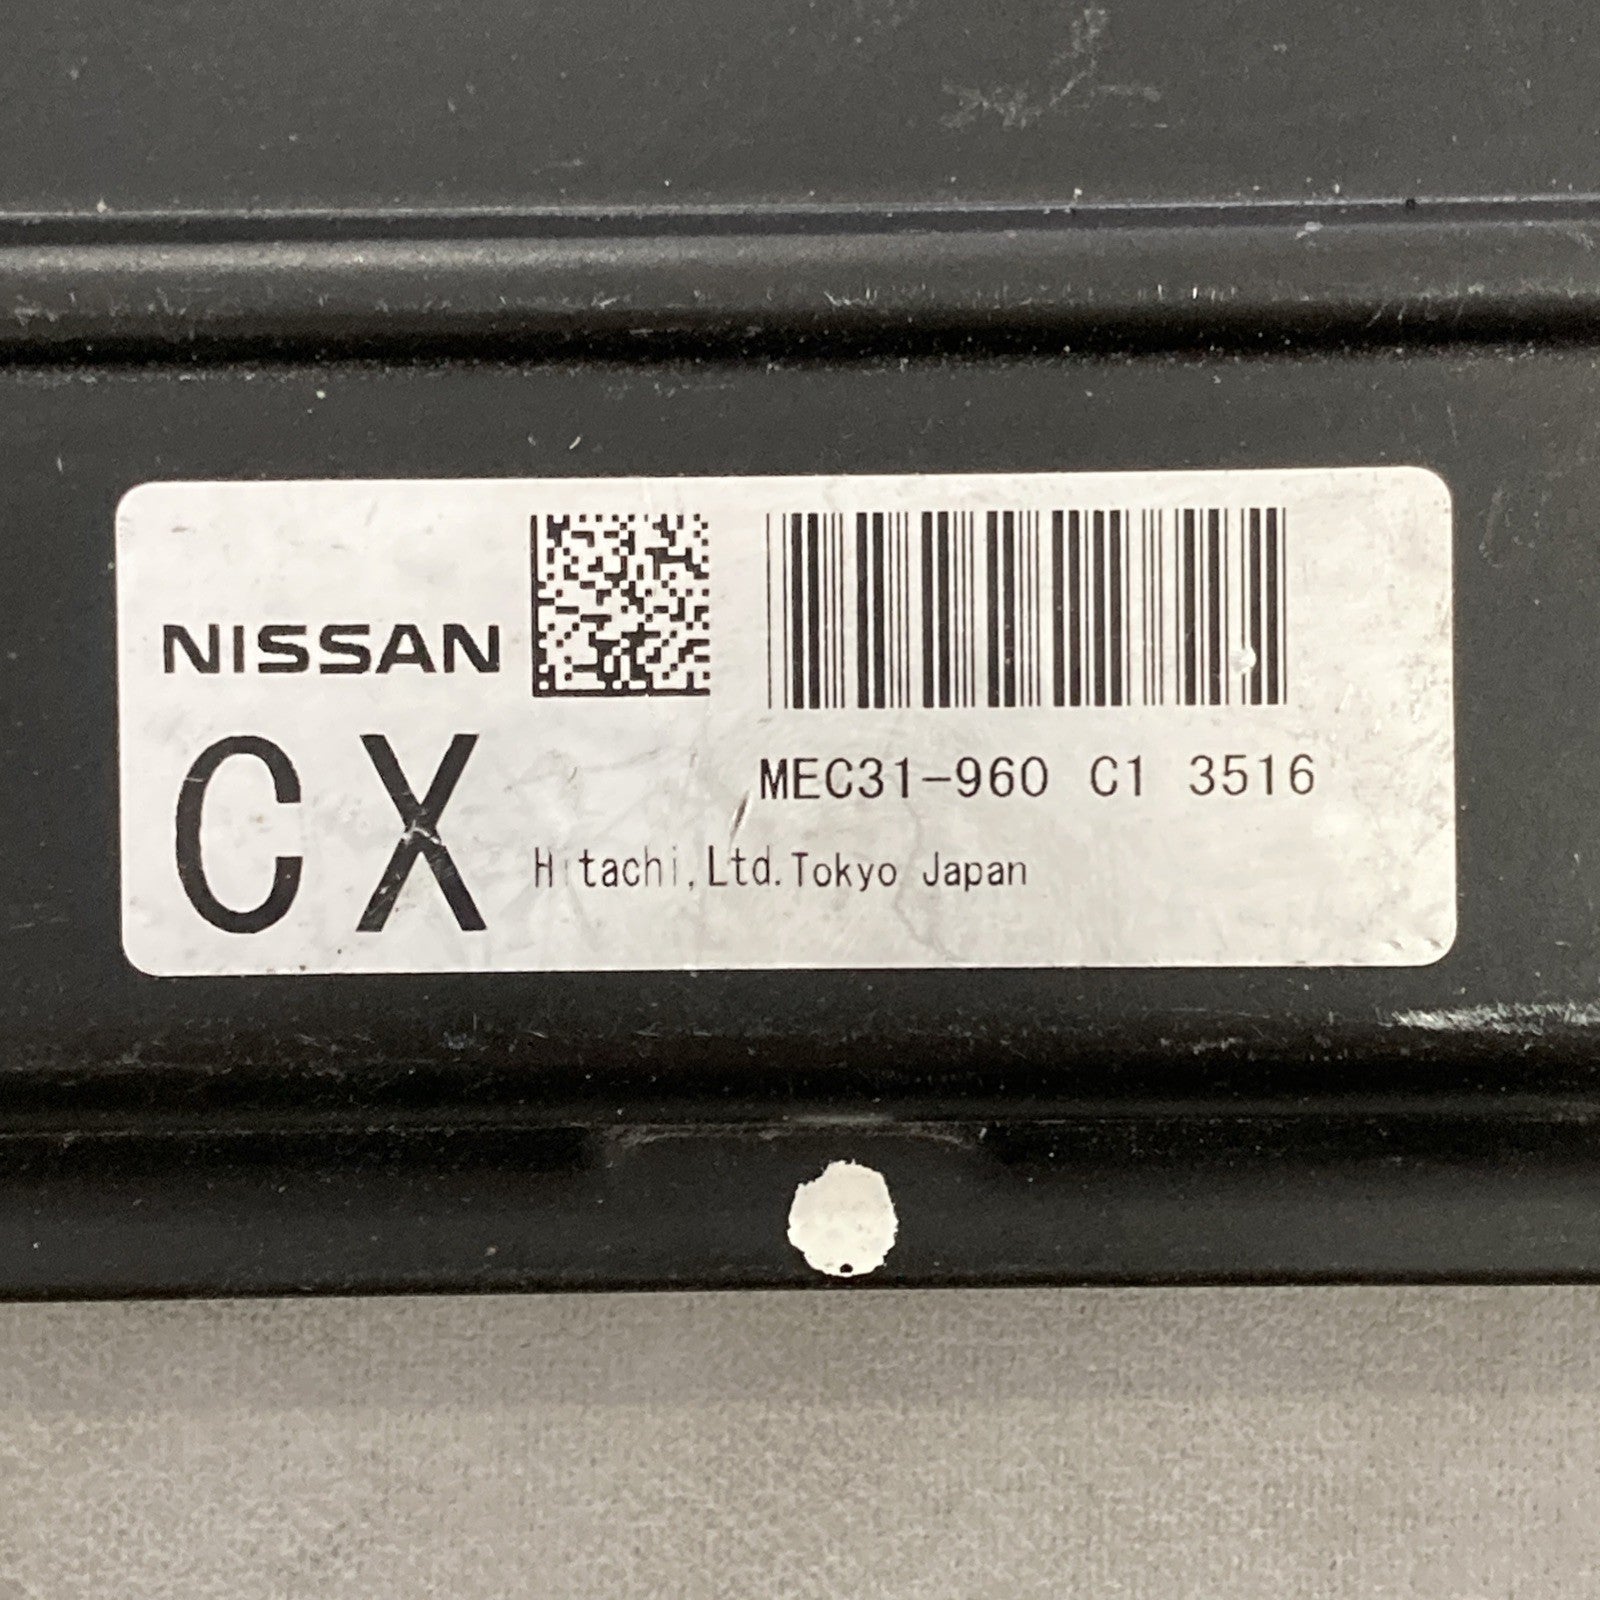 NISSAN
CX
MEC31-960 C1 3516
Hitachi,Ltd.Tokyo Japan